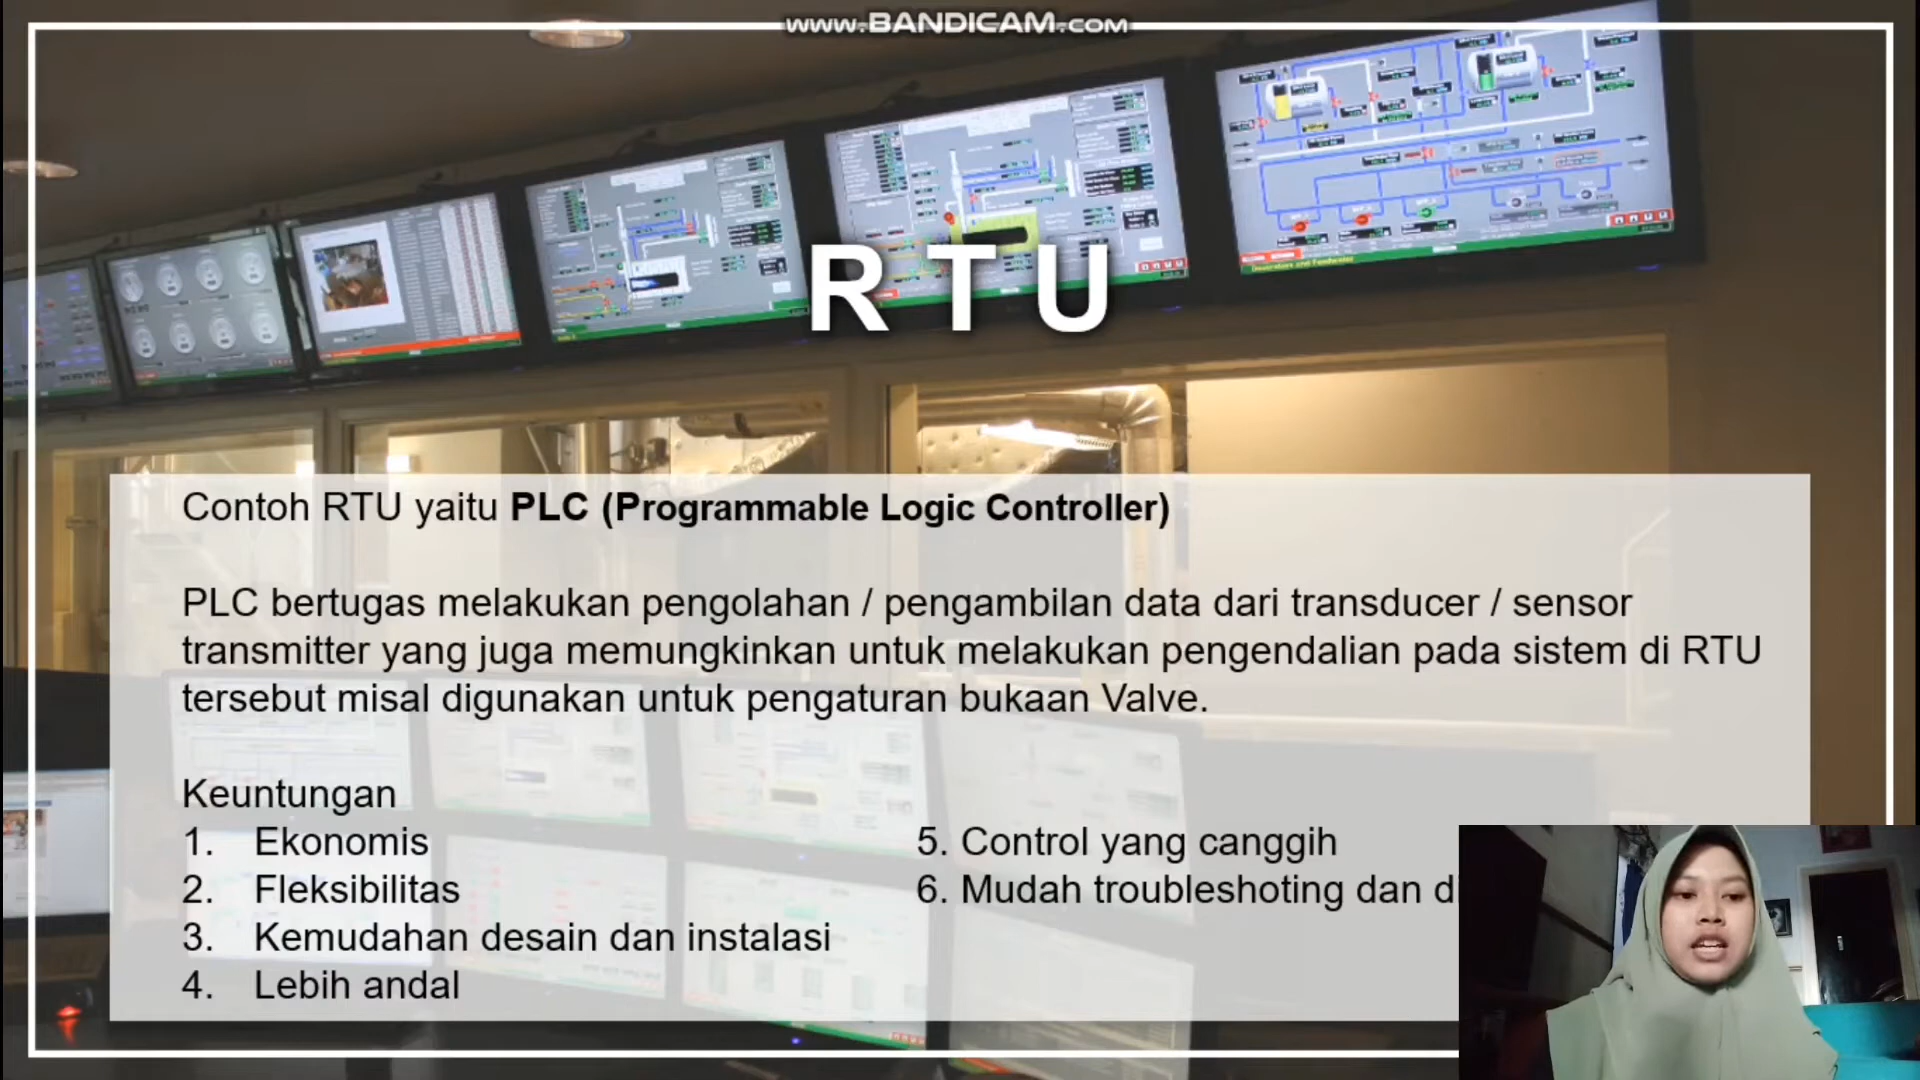 WWW.BANDICAM.COM
RTU
Contoh RTU yaitu PLC (Programmable Logic Controller)
PLC bertugas melakukan pengolahan / pengambilan data dari transducer / sensor
transmitter yang juga memungkinkan untuk melakukan pengendalian pada sistem di RTU
tersebut misal digunakan untuk pengaturan bukaan Valve.
Keuntungan
1. Ekonomis
2. Fleksibilitas
3. Kemudahan desain dan instalasi
4. Lebih andal
5. Control yang canggih
6. Mudah troubleshoting dan